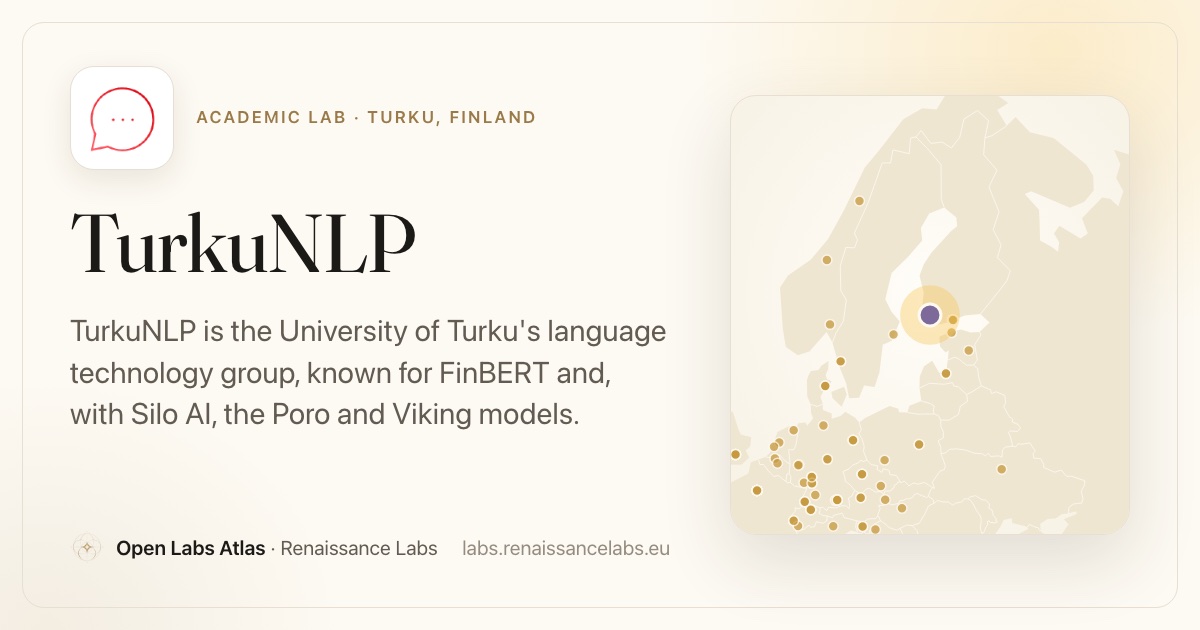 ACADEMIC LAB · TURKU, FINLAND
TurkuNLP
TurkuNLP is the University of Turku's language
technology group, known for FinBERT and,
with Silo AI, the Poro and Viking models.
Open Labs Atlas · Renaissance Labs labs.renaissancelabs.eu